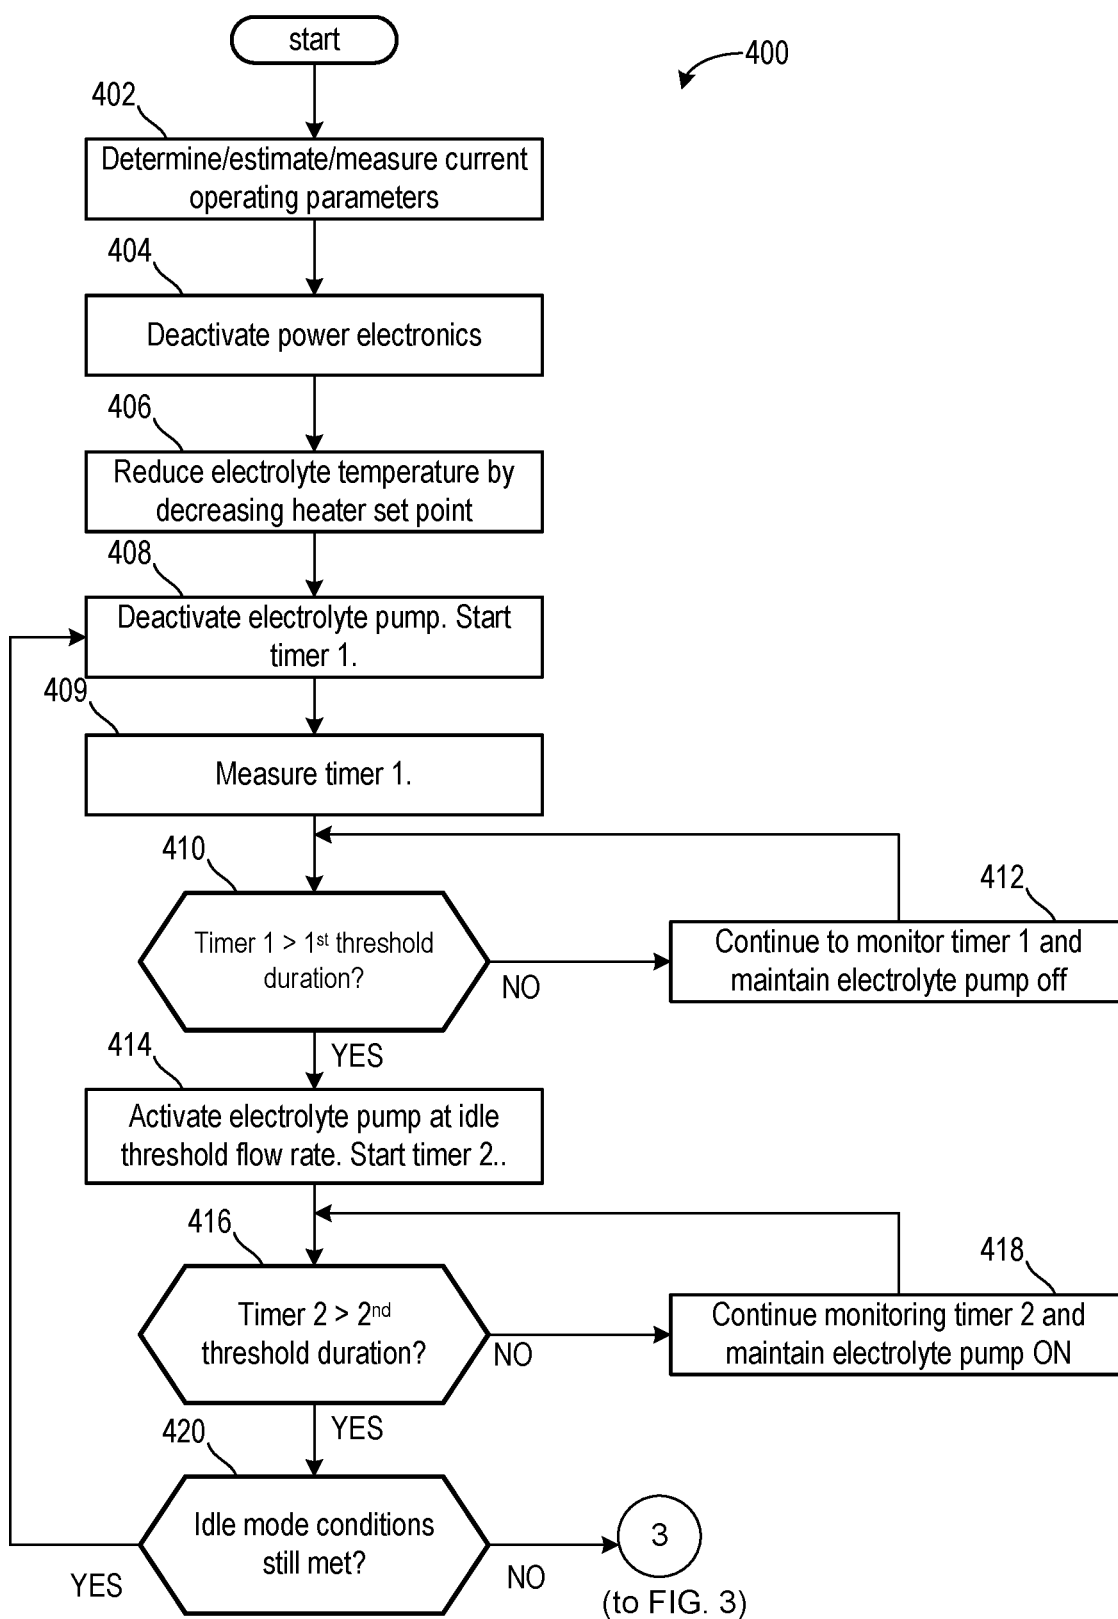 start
400
402
Determine/estimate/measure current
operating parameters
404
Deactivate power electronics
406
Reduce electrolyte temperature by
decreasing heater set point
408
Deactivate electrolyte pump. Start
timer 1.
409
Measure timer 1.
410
Timer 1 > 1st threshold
duration?
NO
412
Continue to monitor timer 1 and
maintain electrolyte pump off
YES
414
Activate electrolyte pump at idle
threshold flow rate. Start timer 2..
416
Timer 2 > 2nd
threshold duration?
NO
418
Continue monitoring timer 2 and
maintain electrolyte pump ON
YES
420
Idle mode conditions
still met?
YES
NO
3
(to FIG. 3)